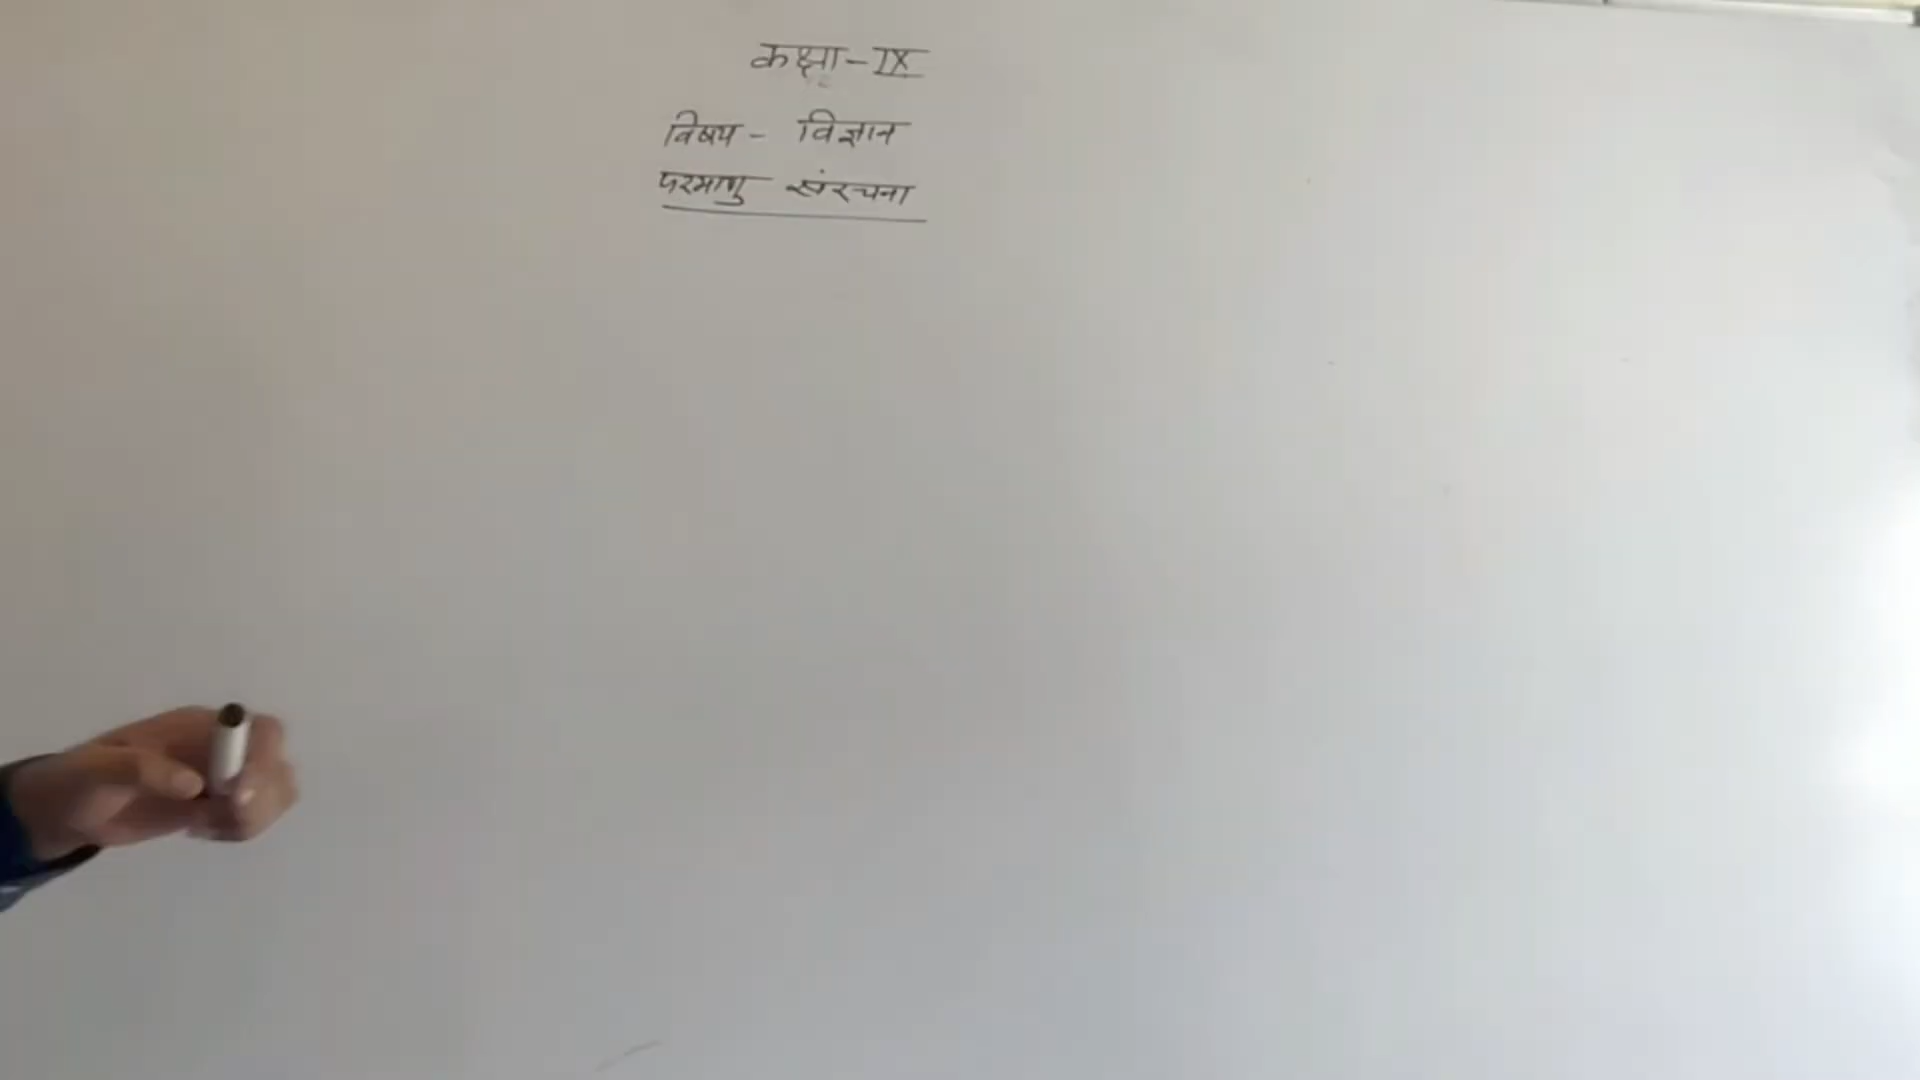 कक्षा - IX
विषय - विज्ञान
परमाणु संरचना